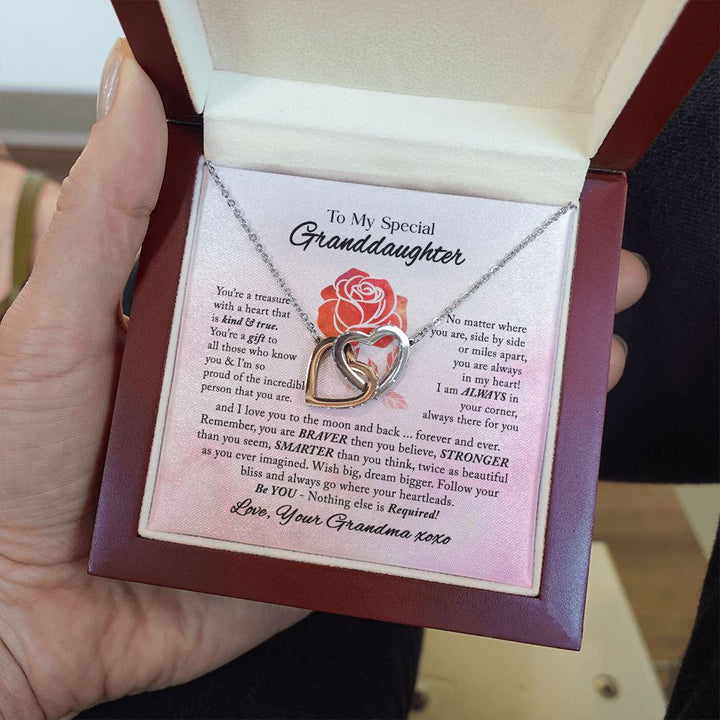 To My Special
Granddaughter
You're a treasure
with a heart that
is kind & true.
You're a gift to
all those who know
you & I'm so
proud of the incredible
person that you are.
No matter where
you are, side by side
or miles apart,
you are always
in my heart!
I am ALWAYS in
your corner,
always there for you
and I love you to the moon and back ... forever and ever.
Remember, you are BRAVER then you believe, STRONGER
than you seem, SMARTER than you think, twice as beautiful
as you ever imagined. Wish big, dream bigger. Follow your
bliss and always go where your heartleads.
Be YOU - Nothing else is Required!
Love, Your Grandma xoxo